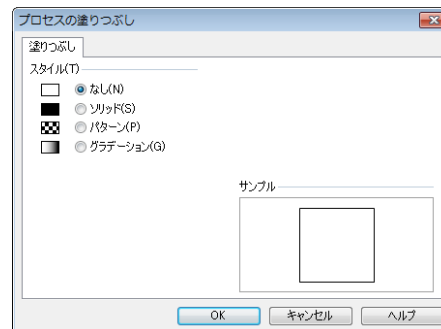 プロセスの塗りつぶし
塗りつぶし
スタイル(T)
なし(N)
ソリッド(S)
パターン(P)
グラデーション(G)
サンプル
OK キャンセル ヘルプ